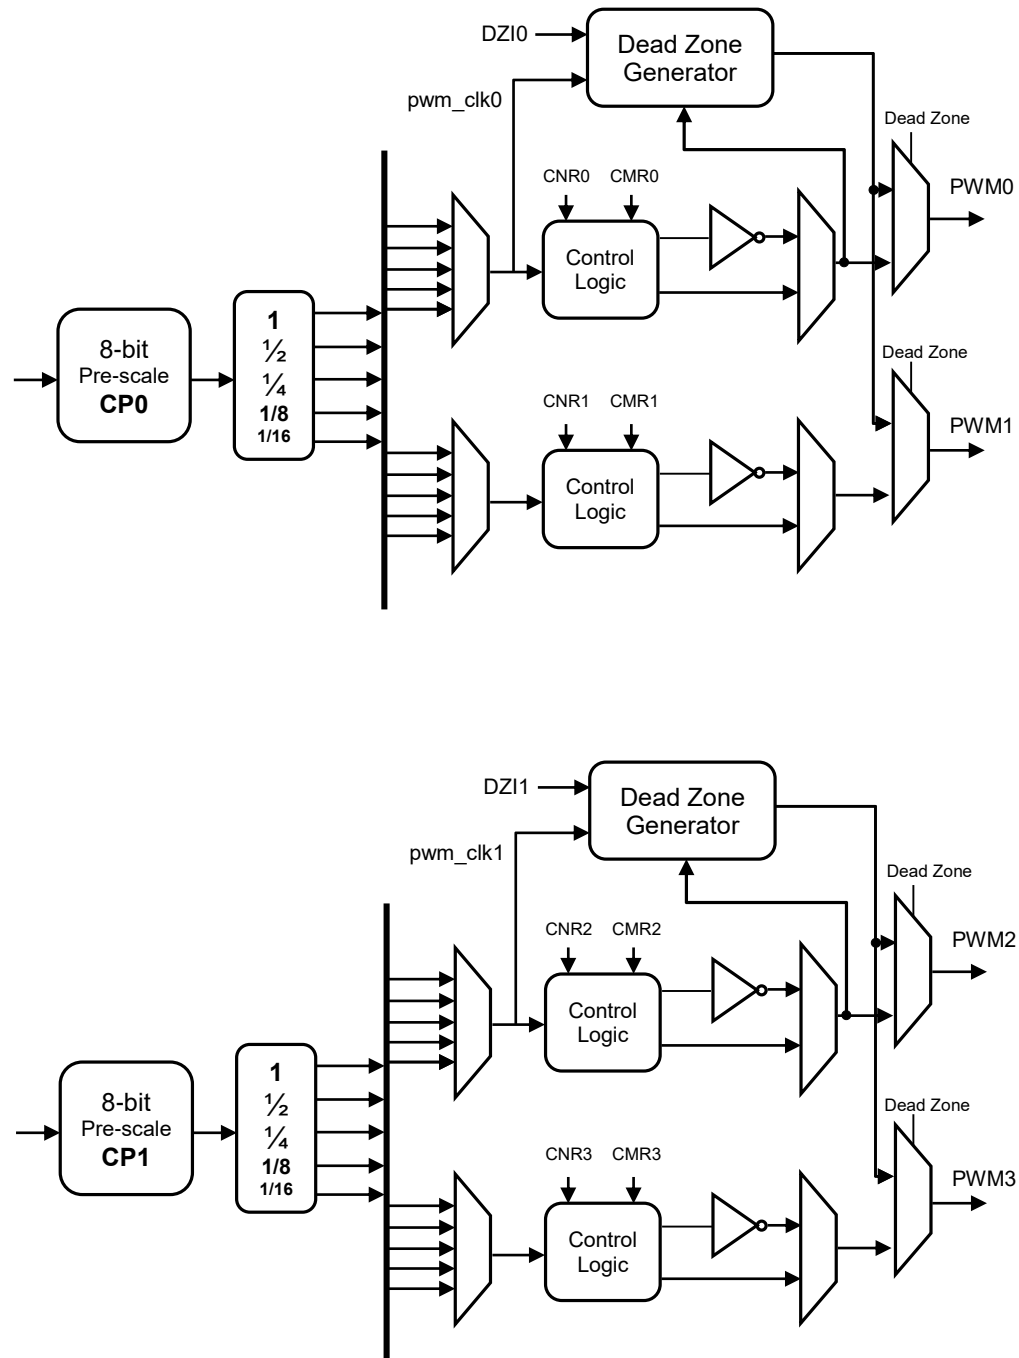 DZI0
Dead Zone
Generator
pwm_clk0
Dead Zone
CNR0
CMR0
PWM0
Control
Logic
8-bit
Pre-scale
CP0
1
½
¼
1/8
1/16
Dead Zone
CNR1
CMR1
PWM1
Control
Logic
DZI1
Dead Zone
Generator
pwm_clk1
Dead Zone
CNR2
CMR2
PWM2
Control
Logic
8-bit
Pre-scale
CP1
1
½
¼
1/8
1/16
Dead Zone
CNR3
CMR3
PWM3
Control
Logic